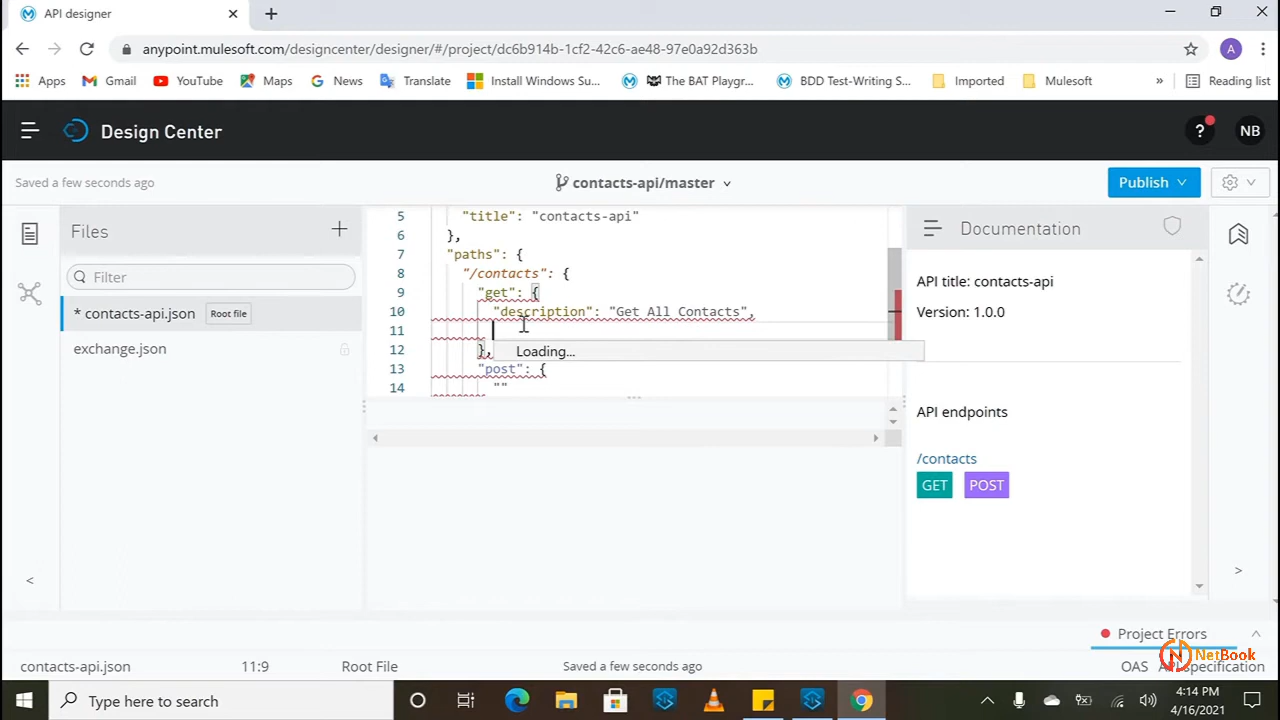 API designer
anypoint.mulesoft.com/designcenter/designer/#/project/dc6b914b-1cf2-42c6-ae48-97e0a92d363b
A
Apps Gmail YouTube Maps News Translate Install Windows Su... The BAT Playgr... BDD Test-Writing S... Imported Mulesoft » Reading list
Design Center
? NB
Saved a few seconds ago
contacts-api/master
Publish
Files
Filter
* contacts-api.json Root file
exchange.json
5 "title": "contacts-api"
6 },
7 "paths": {
8 "/contacts": {
9 "get": {
10 "description": "Get All Contacts",
11
12 },
Loading...
13 "post": {
14 ""
Documentation
API title: contacts-api
Version: 1.0.0
API endpoints
/contacts
GET POST
< >
Project Errors
contacts-api.json 11:9 Root File Saved a few seconds ago
NetBook
Type here to search
4:14 PM
4/16/2021